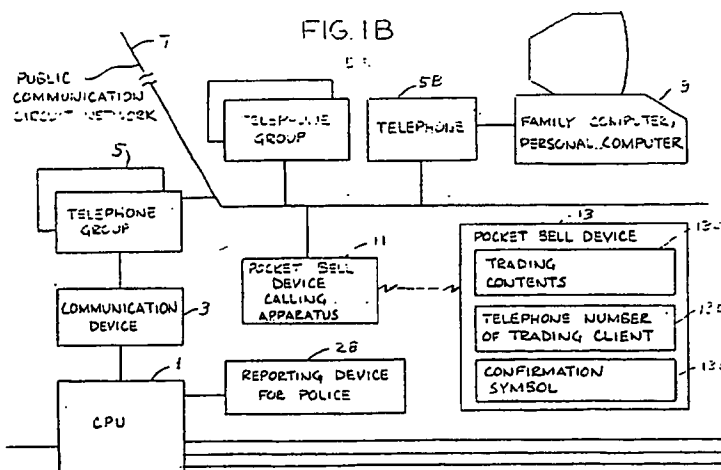 FIG. 1B
7
PUBLIC
COMMUNICATION
CIRCUIT NETWORK
5
TELEPHONE
GROUP
TELEPHONE
GROUP
5B
TELEPHONE
9
FAMILY COMPUTER,
PERSONAL COMPUTER
COMMUNICATION
DEVICE
3
11
POCKET BELL
DEVICE
CALLING
APPARATUS
13
POCKET BELL DEVICE
TRADING
CONTENTS
TELEPHONE NUMBER
OF TRADING CLIENT
CONFIRMATION
SYMBOL
28
REPORTING DEVICE
FOR POLICE
1
CPU